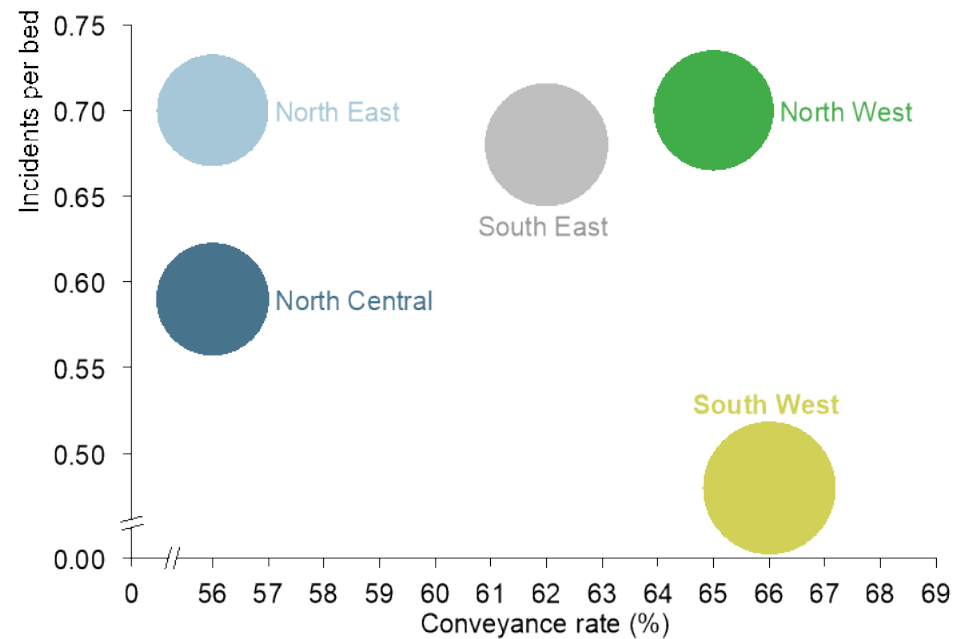 Incidents per bed
0.75
0.70
0.65
0.60
0.55
0.50
0.00
North East
North West
South East
North Central
South West
0 56 57 58 59 60 61 62 63 64 65 66 67 68 69
Conveyance rate (%)